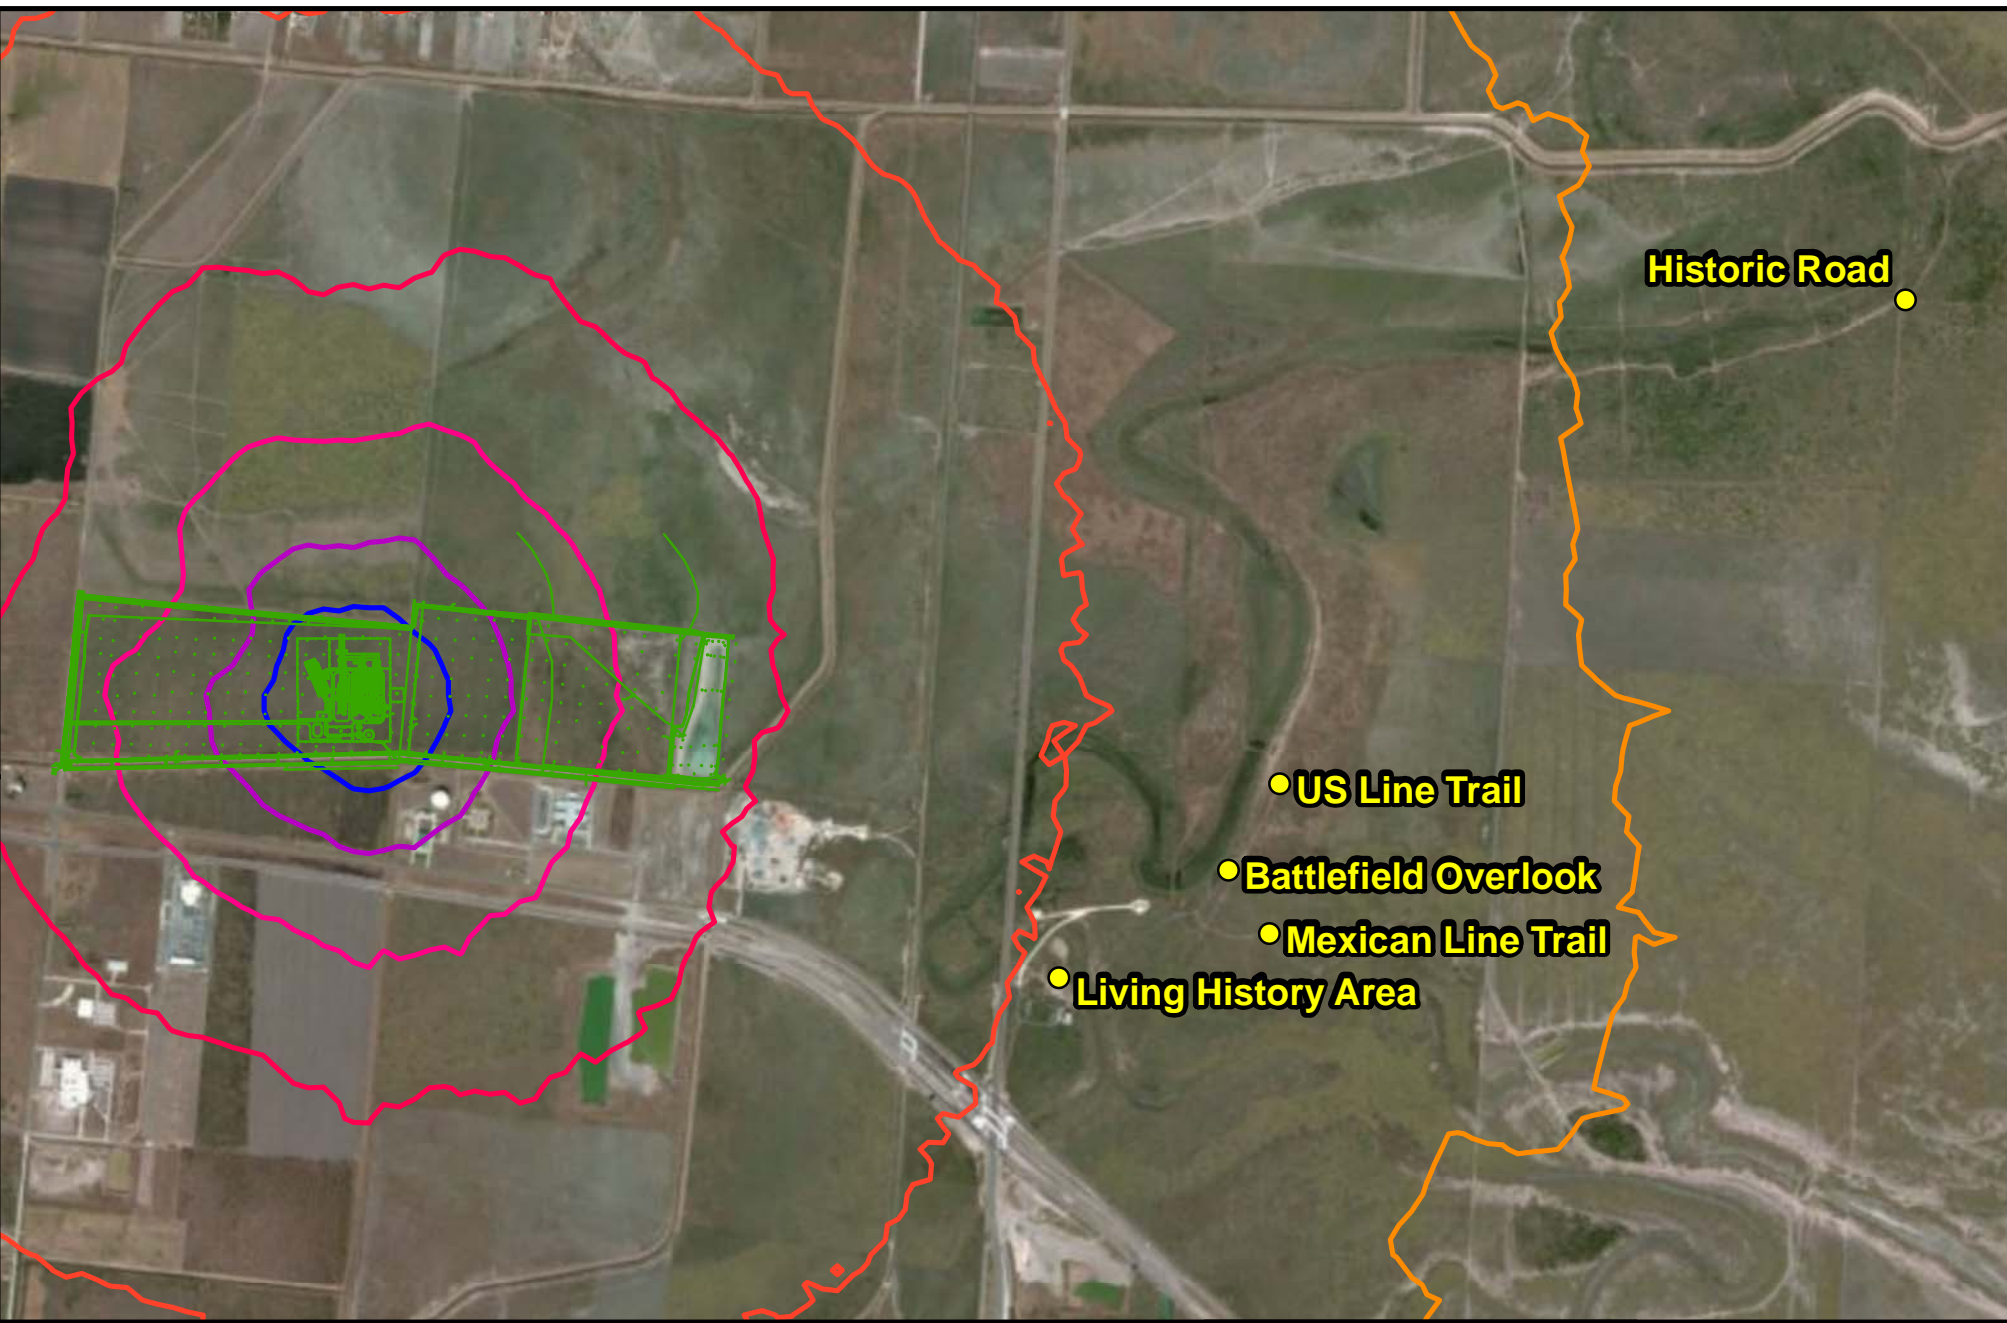 Historic Road
US Line Trail
Battlefield Overlook
Mexican Line Trail
Living History Area